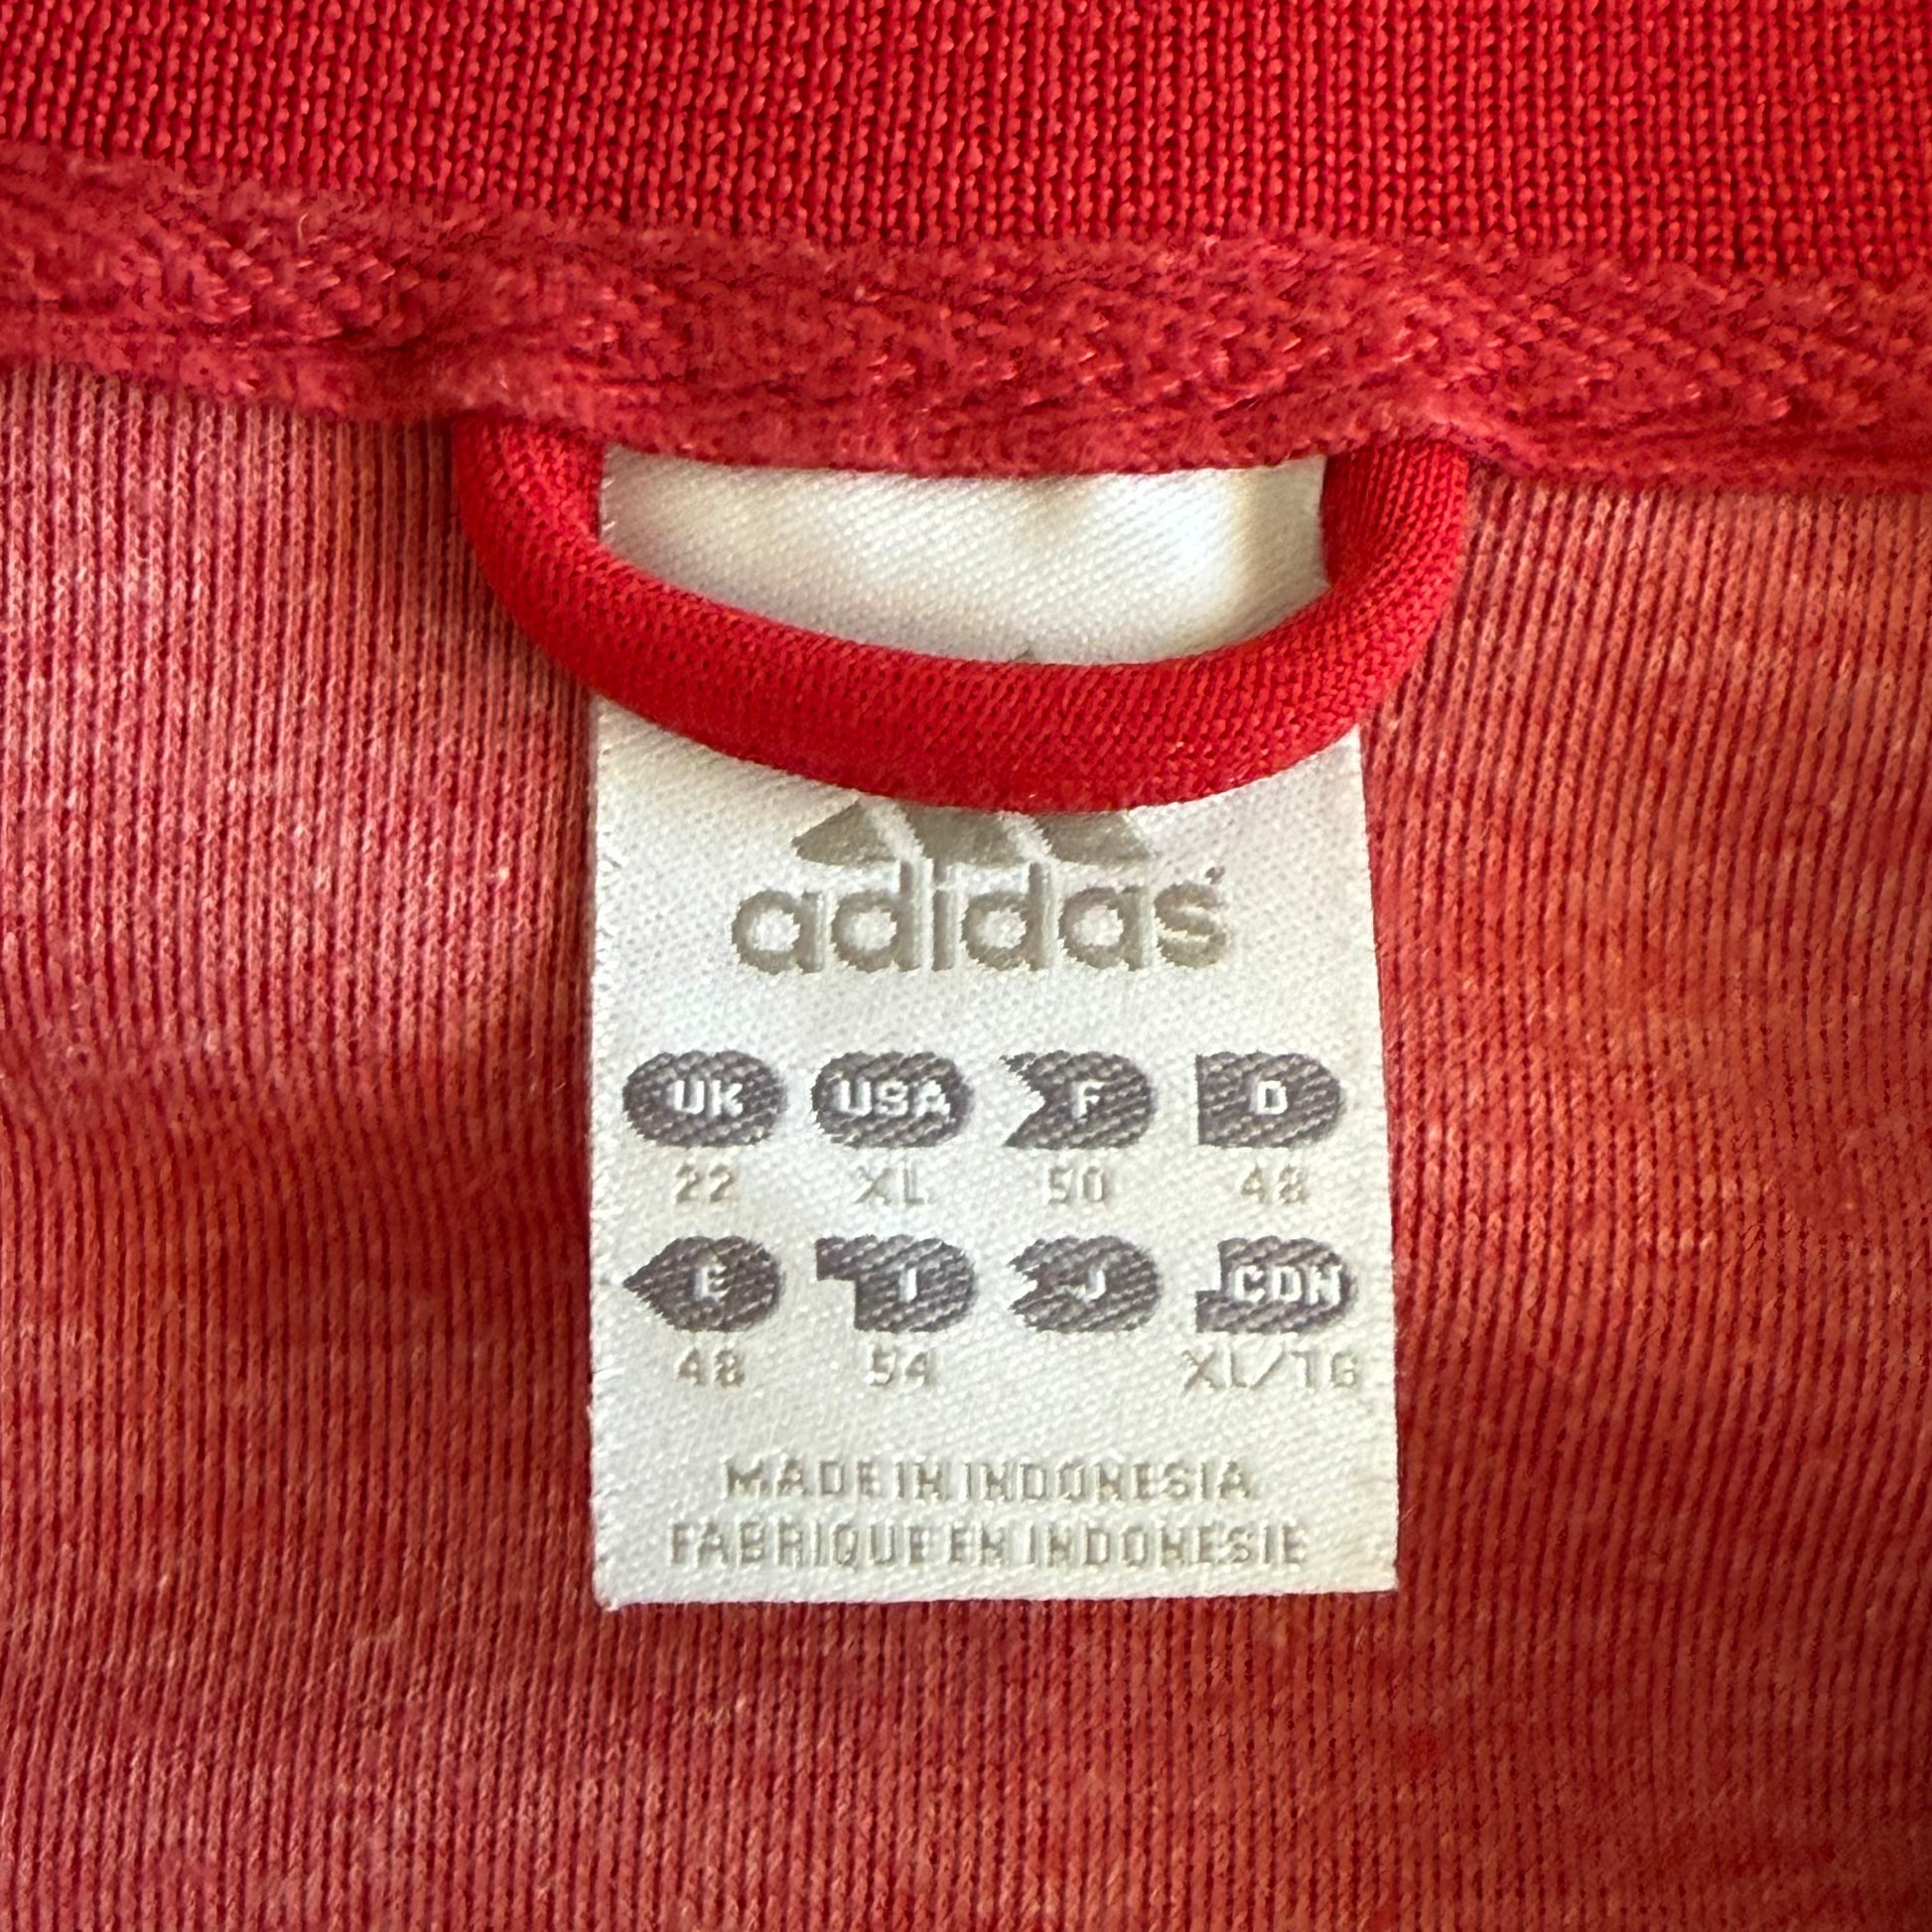 adidas
UK USA F D
22 XL 50 48
E I J CDN
48 54 XL/TG
MADE IN INDONESIA
FABRIQUE EN INDONESIE